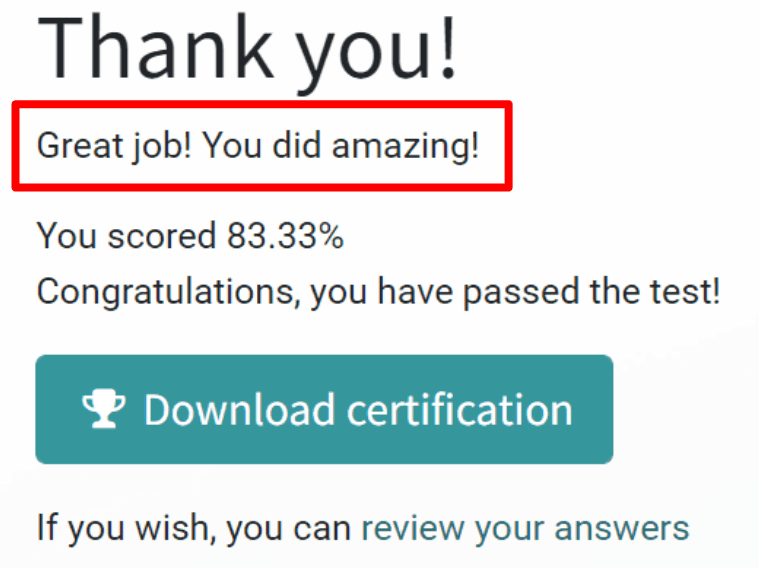 Thank you!
Great job! You did amazing!
You scored 83.33%
Congratulations, you have passed the test!
Download certification
If you wish, you can review your answers